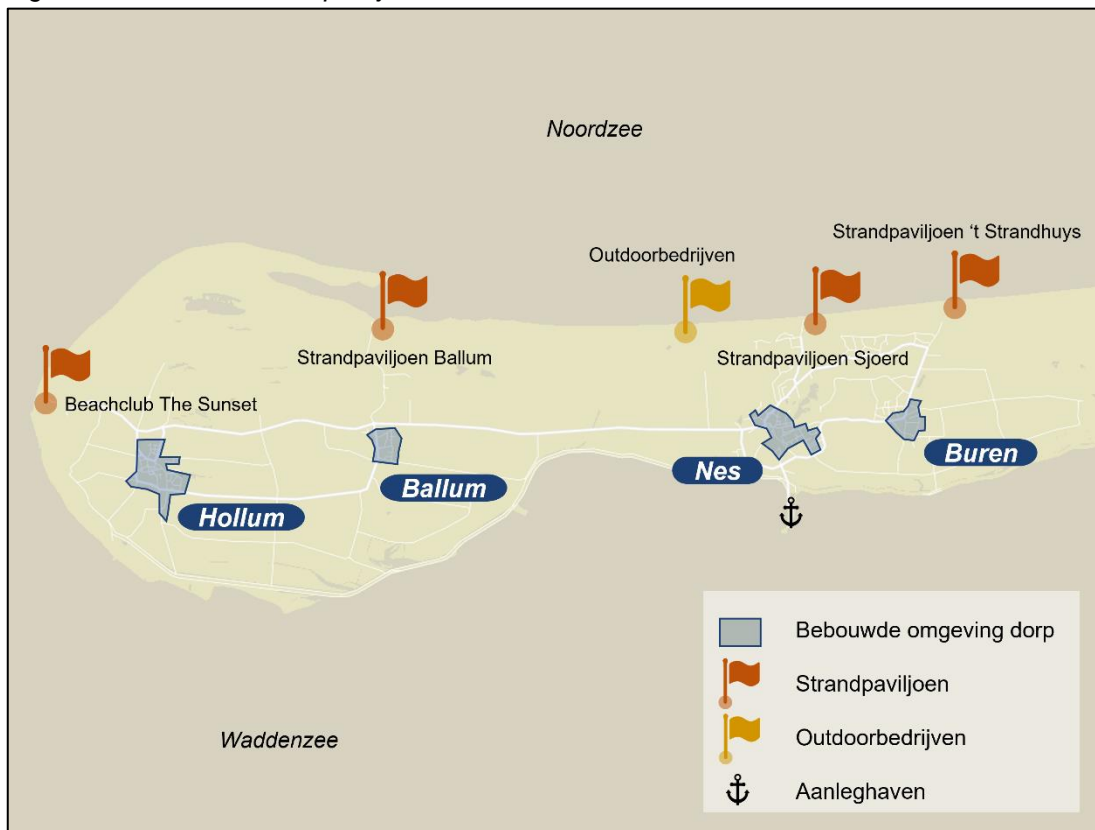 Noordzee
Strandpaviljoen ‘t Strandhuys
Outdoorbedrijven
Strandpaviljoen Ballum
Strandpaviljoen Sjoerd
Beachclub The Sunset
Buren
Nes
Ballum
Hollum
Bebouwde omgeving dorp
Strandpaviljoen
Outdoorbedrijven
Aanleghaven
Waddenzee